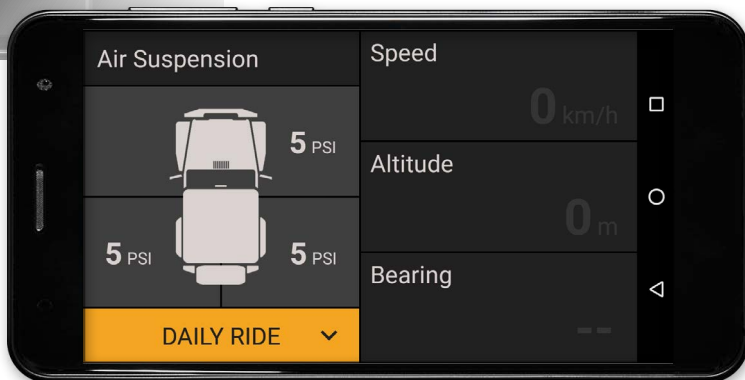 Air Suspension
5 PSI
5 PSI
5 PSI
DAILY RIDE
Speed
0 km/h
Altitude
0 m
Bearing
--